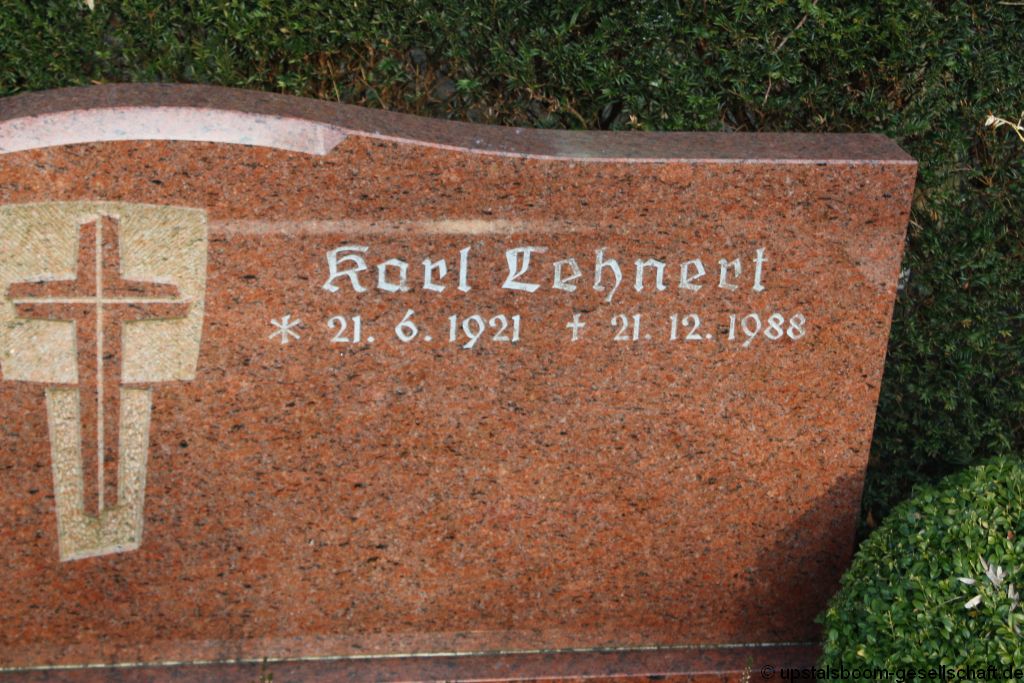 Karl Lehnert
* 21. 6. 1921 † 21. 12. 1988
© upstalsboom-gesellschaft.de